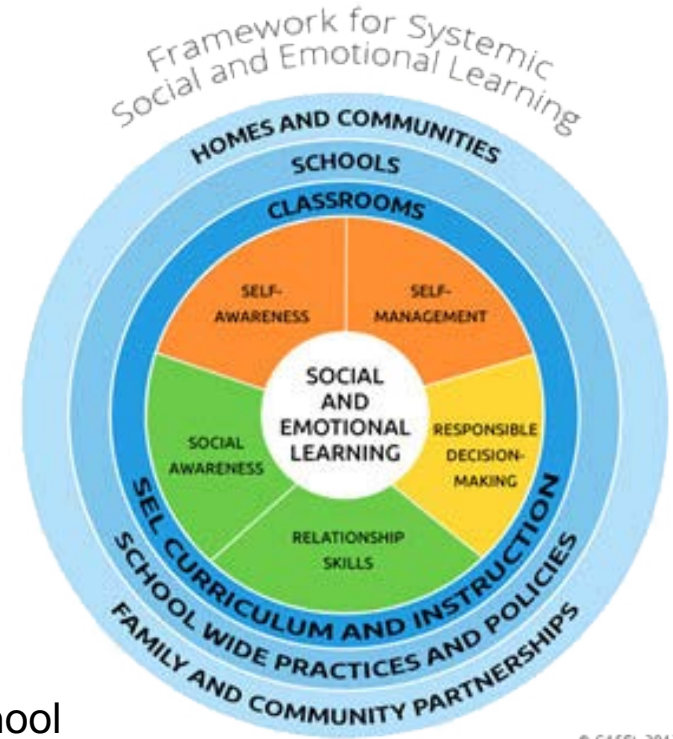 Framework for Systemic
Social and Emotional Learning
HOMES AND COMMUNITIES
SCHOOLS
CLASSROOMS
SELF-
AWARENESS
SELF-
MANAGEMENT
SOCIAL
AND
EMOTIONAL
LEARNING
SOCIAL
AWARENESS
RESPONSIBLE
DECISION-
MAKING
RELATIONSHIP
SKILLS
SEL CURRICULUM AND INSTRUCTION
SCHOOL WIDE PRACTICES AND POLICIES
FAMILY AND COMMUNITY PARTNERSHIPS